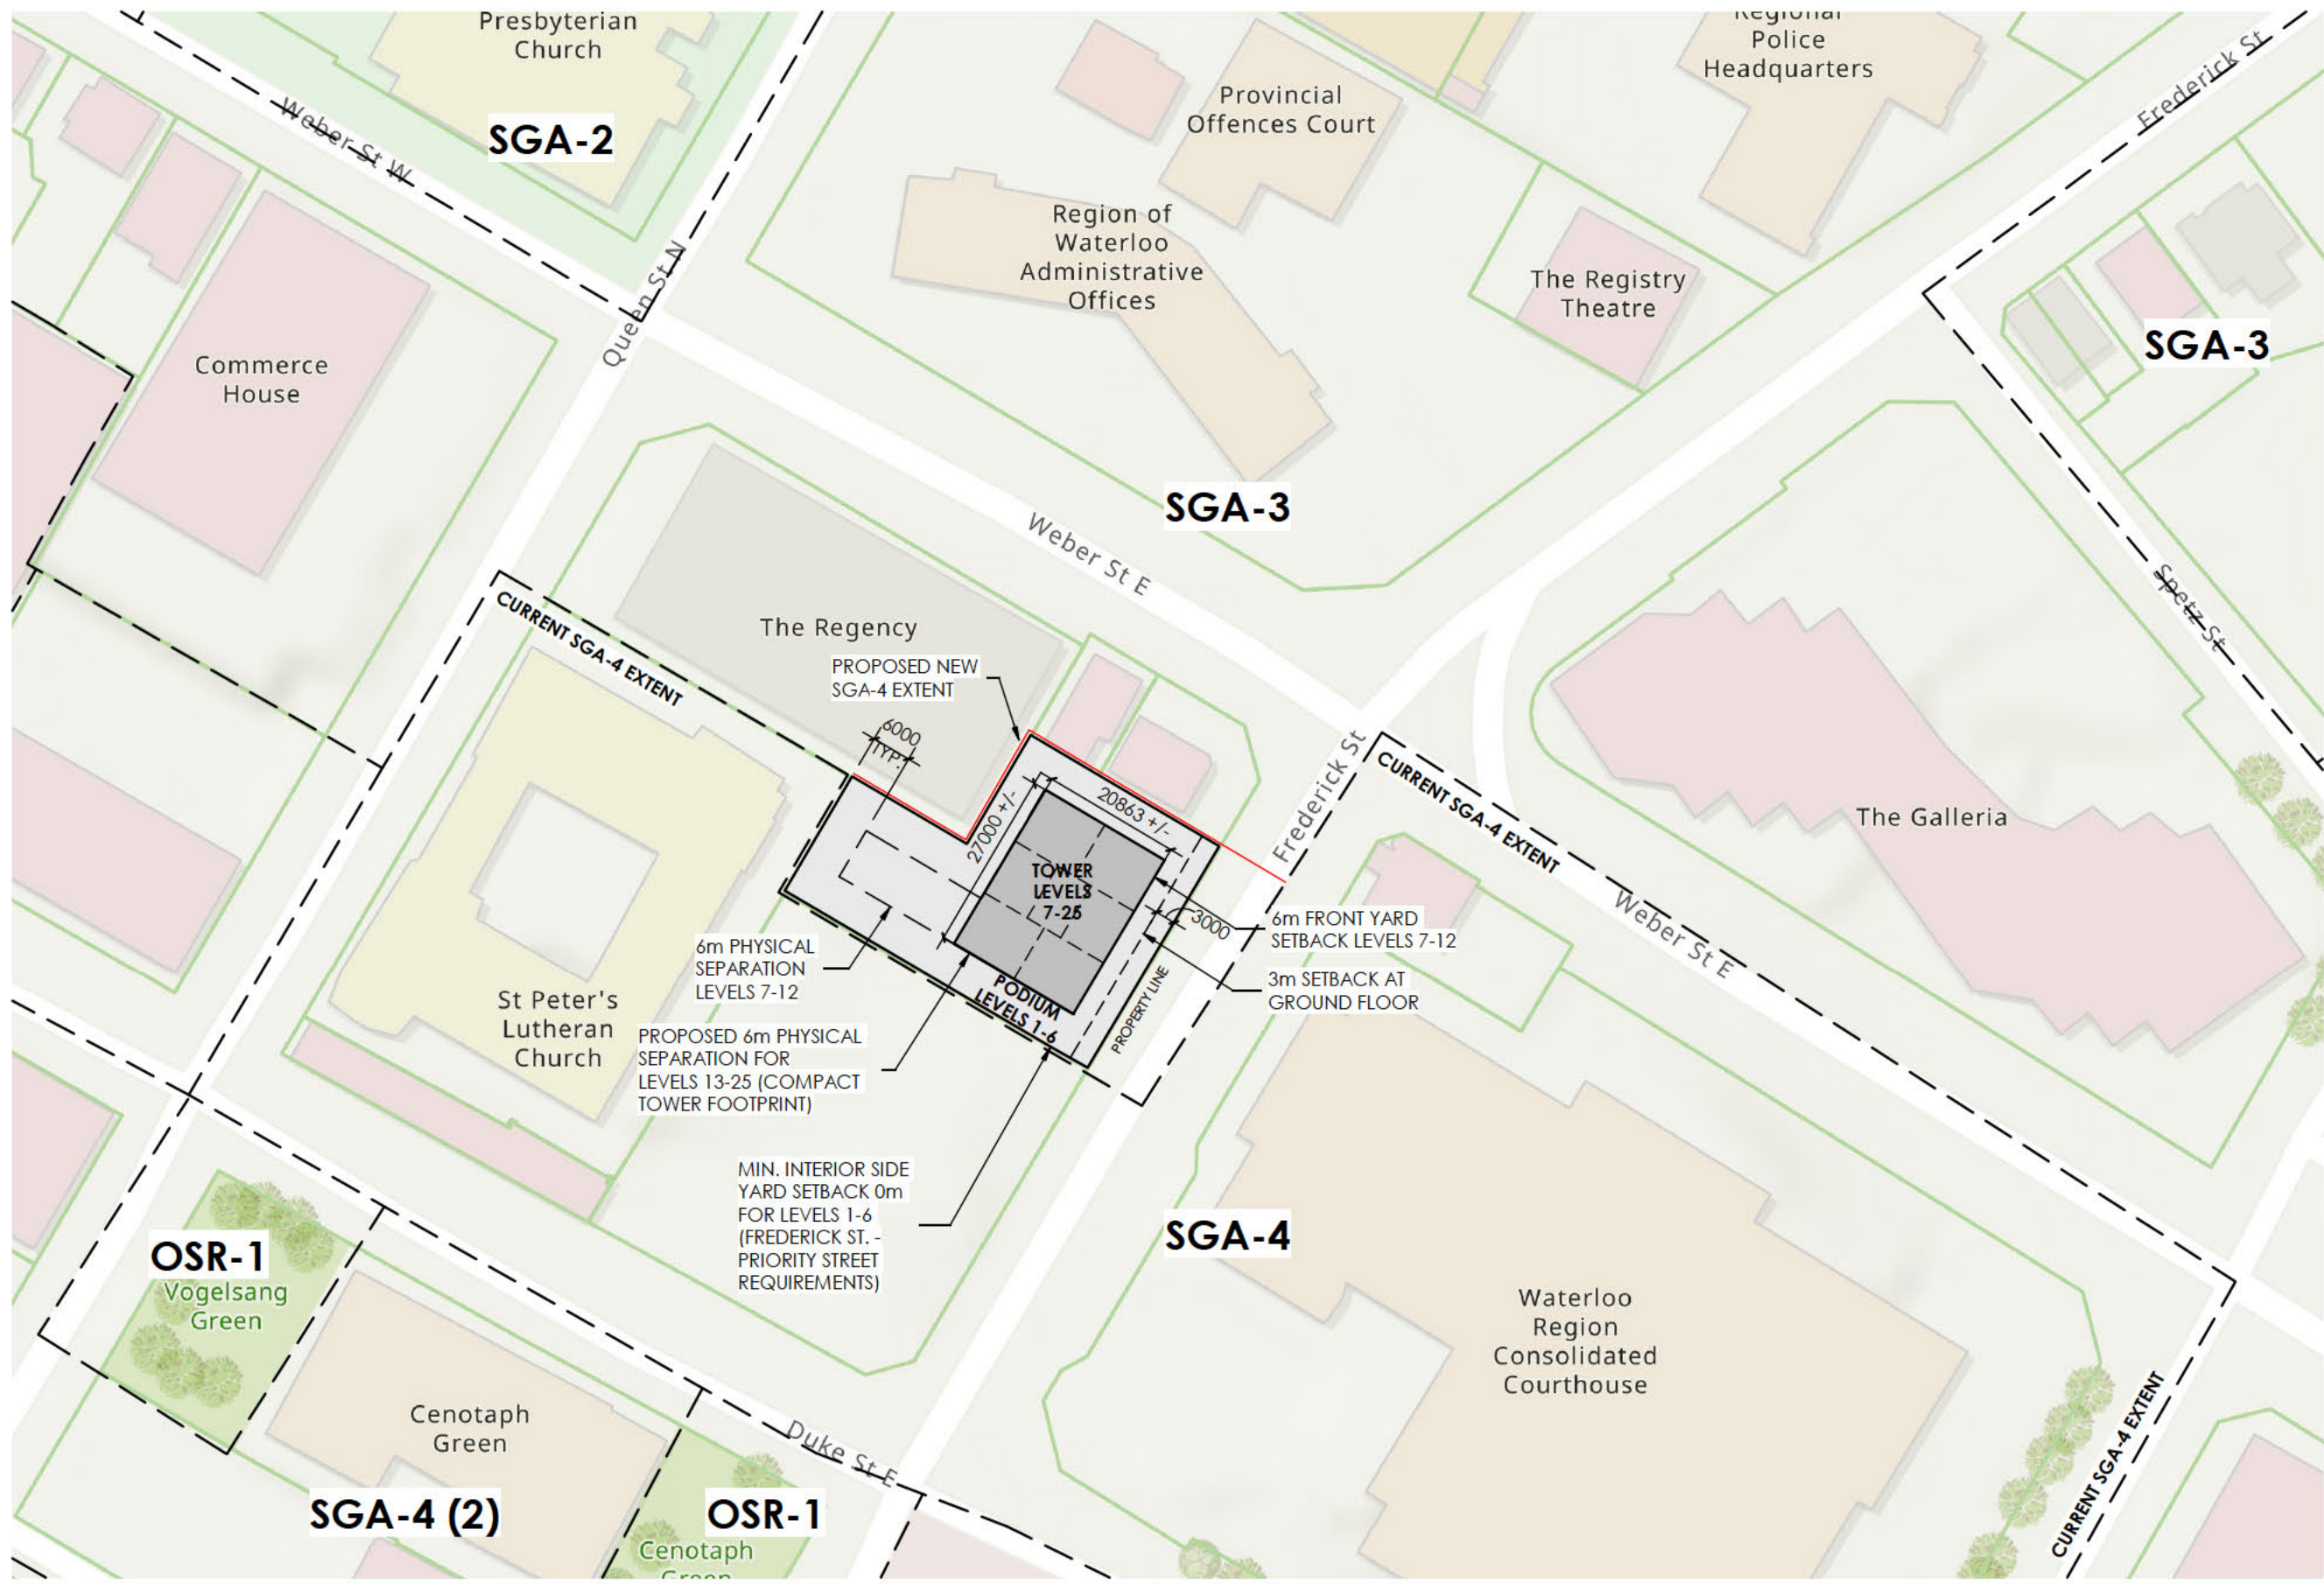 Presbyterian
Church
SGA-2
Weber St W
Queen St N
Commerce
House
Provincial
Offences Court
Regional
Police
Headquarters
Frederick St
Region of
Waterloo
Administrative
Offices
The Registry
Theatre
SGA-3
SGA-3
Weber St E
Spetz St
CURRENT SGA-4 EXTENT
The Regency
PROPOSED NEW
SGA-4 EXTENT
6000
TYP.
27000 +/-
20863 +/-
TOWER
LEVELS
7-25
PODIUM
LEVELS 1-6
3000
PROPERTY LINE
Frederick St
CURRENT SGA-4 EXTENT
The Galleria
Weber St E
6m FRONT YARD
SETBACK LEVELS 7-12
3m SETBACK AT
GROUND FLOOR
6m PHYSICAL
SEPARATION
LEVELS 7-12
St Peter's
Lutheran
Church
PROPOSED 6m PHYSICAL
SEPARATION FOR
LEVELS 13-25 (COMPACT
TOWER FOOTPRINT)
MIN. INTERIOR SIDE
YARD SETBACK 0m
FOR LEVELS 1-6
(FREDERICK ST. -
PRIORITY STREET
REQUIREMENTS)
SGA-4
OSR-1
Vogelsang
Green
Waterloo
Region
Consolidated
Courthouse
Cenotaph
Green
Duke St E
SGA-4 (2)
OSR-1
Cenotaph
Green
CURRENT SGA-4 EXTENT